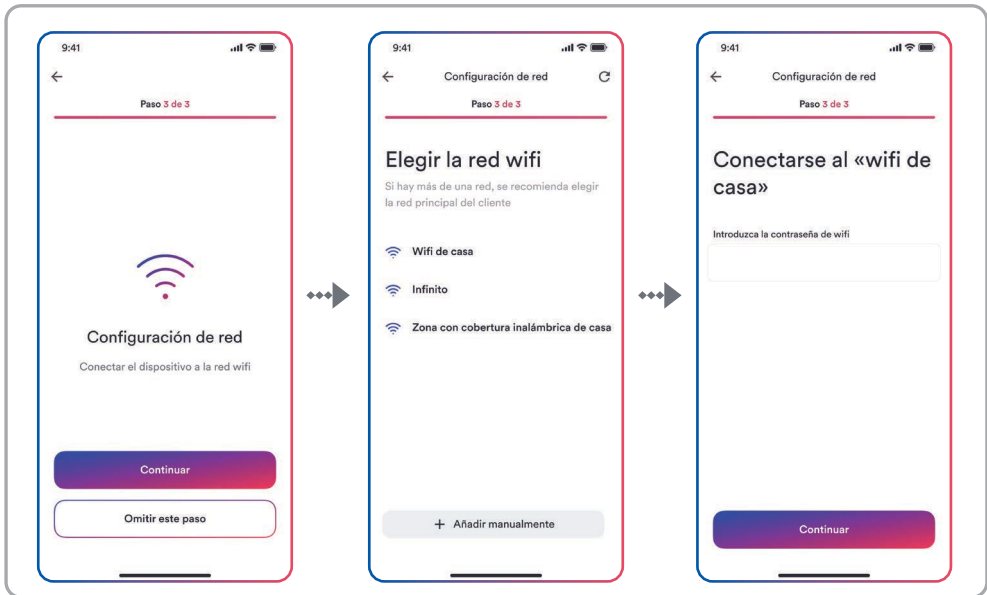 9:41
Paso 3 de 3
Configuración de red
Conectar el dispositivo a la red wifi
Continuar
Omitir este paso
9:41
Configuración de red
Paso 3 de 3
Elegir la red wifi
Si hay más de una red, se recomienda elegir
la red principal del cliente
Wifi de casa
Infinito
Zona con cobertura inalámbrica de casa
+ Añadir manualmente
9:41
Configuración de red
Paso 3 de 3
Conectarse al «wifi de
casa»
Introduzca la contraseña de wifi
Continuar